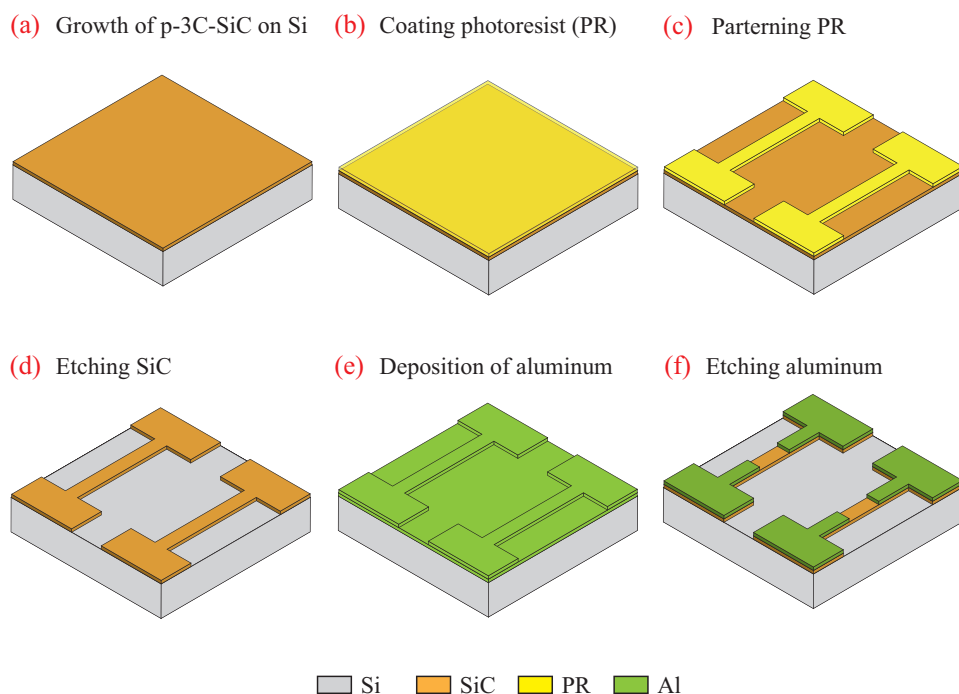 (a) Growth of p-3C-SiC on Si
(b) Coating photoresist (PR)
(c) Parterning PR
(d) Etching SiC
(e) Deposition of aluminum
(f) Etching aluminum
Si SiC PR Al